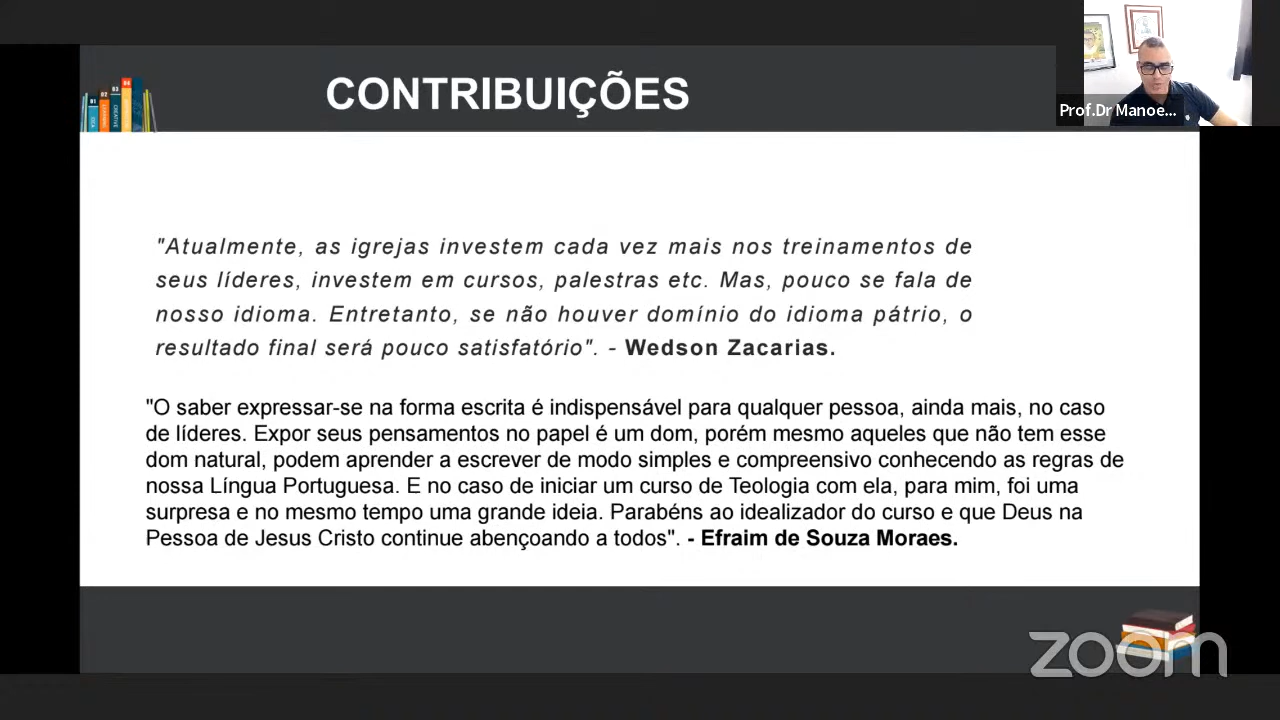 CONTRIBUIÇÕES
Prof.Dr Manoe...
"Atualmente, as igrejas investem cada vez mais nos treinamentos de
seus líderes, investem em cursos, palestras etc. Mas, pouco se fala de
nosso idioma. Entretanto, se não houver domínio do idioma pátrio, o
resultado final será pouco satisfatório". - Wedson Zacarias.
"O saber expressar-se na forma escrita é indispensável para qualquer pessoa, ainda mais, no caso
de líderes. Expor seus pensamentos no papel é um dom, porém mesmo aqueles que não tem esse
dom natural, podem aprender a escrever de modo simples e compreensivo conhecendo as regras de
nossa Língua Portuguesa. E no caso de iniciar um curso de Teologia com ela, para mim, foi uma
surpresa e no mesmo tempo uma grande ideia. Parabéns ao idealizador do curso e que Deus na
Pessoa de Jesus Cristo continue abençoando a todos". - Efraim de Souza Moraes.
zoom